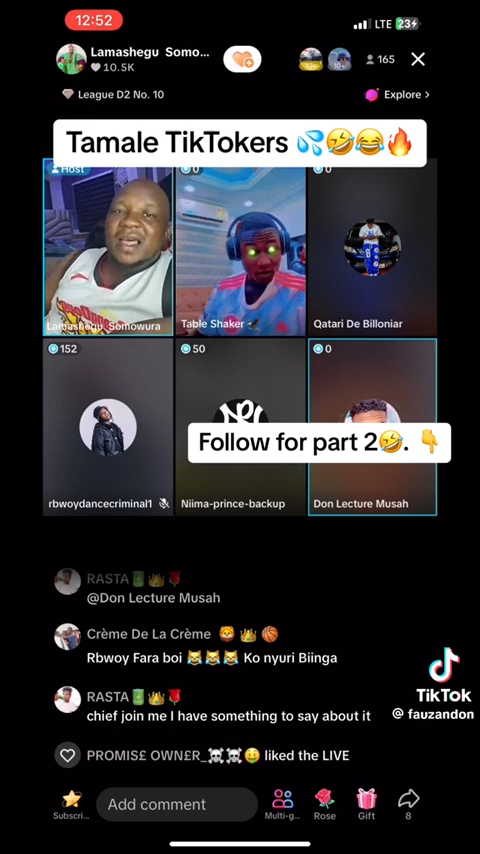 12:52
LTE 23
Lamashegu Somo...
10.5K
165
League D2 No. 10
Explore >
Tamale TikTokers 💦🤣😂🔥
Host
0
0
Lamashegu Somowura
Table Shaker
Qatari De Billoniar
152
50
0
Follow for part 2🤣. 👇
rbwoydancecriminal1
Niima-prince-backup
Don Lecture Musah
RASTA🔋👑🌹
@Don Lecture Musah
Crème De La Crème 🦁👑🏀
Rbwoy Fara boi 😹😹😹 Ko nyuri Biinga
RASTA🔋👑🌹
chief join me I have something to say about it
PROMIS£ OWN£R_☠️☠️🤑 liked the LIVE
TikTok
@ fauzandon
Add comment
Subscri...
Multi-g...
Rose
Gift
8